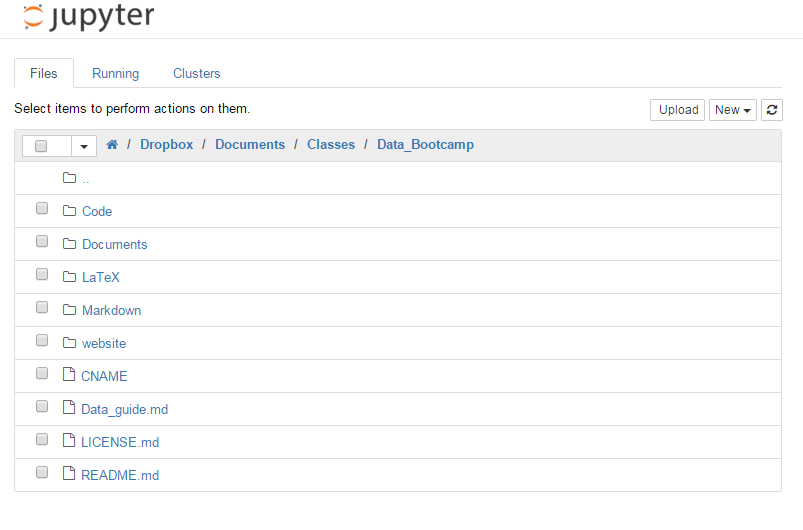 jupyter
Files Running Clusters
Select items to perform actions on them. Upload New
/ Dropbox / Documents / Classes / Data_Bootcamp
..
Code
Documents
LaTeX
Markdown
website
CNAME
Data_guide.md
LICENSE.md
README.md